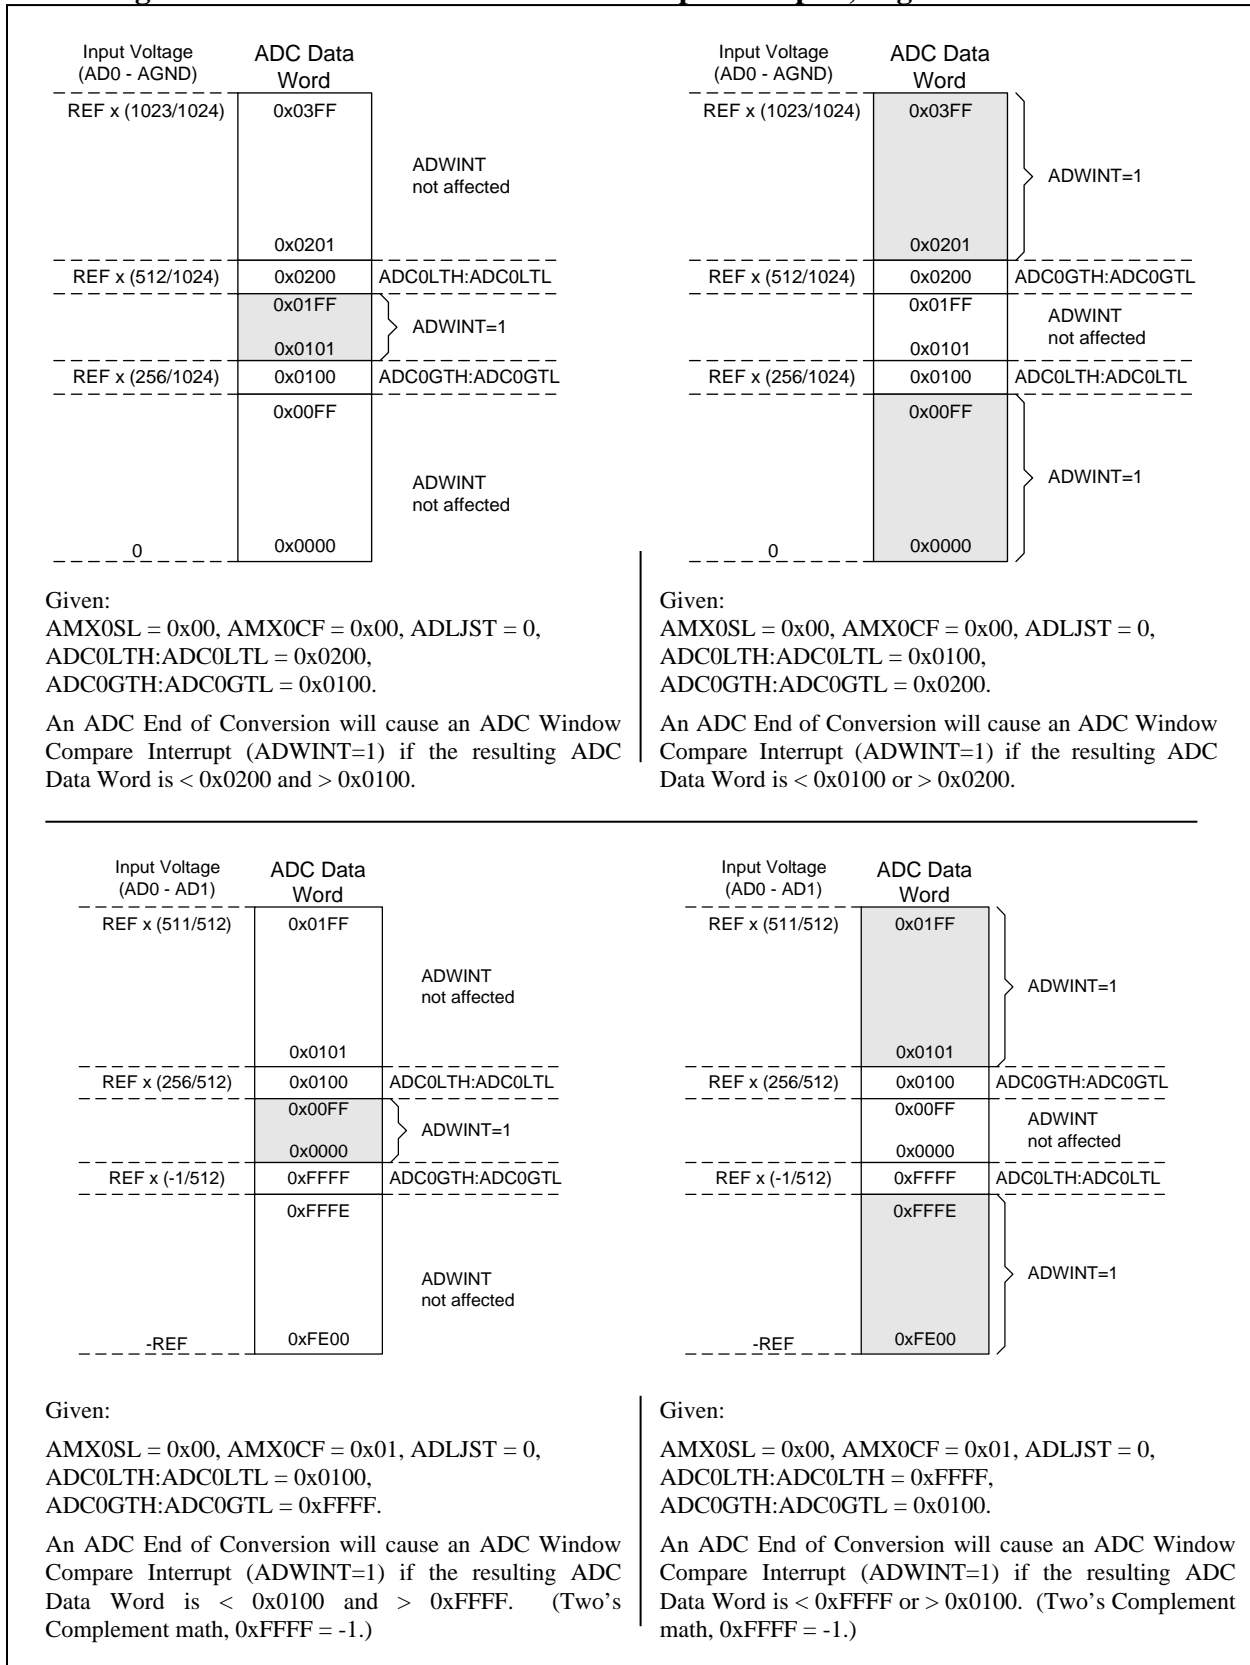 Input Voltage
(AD0 - AGND)
ADC Data
Word
REF x (1023/1024)
0x03FF
ADWINT
not affected
0x0201
REF x (512/1024)
0x0200
ADC0LTH:ADC0LTL
0x01FF
ADWINT=1
0x0101
REF x (256/1024)
0x0100
ADC0GTH:ADC0GTL
0x00FF
ADWINT
not affected
0
0x0000
Given:
AMX0SL = 0x00, AMX0CF = 0x00, ADLJST = 0,
ADC0LTH:ADC0LTL = 0x0200,
ADC0GTH:ADC0GTL = 0x0100.
An ADC End of Conversion will cause an ADC Window
Compare Interrupt (ADWINT=1) if the resulting ADC
Data Word is < 0x0200 and > 0x0100.
Input Voltage
(AD0 - AGND)
ADC Data
Word
REF x (1023/1024)
0x03FF
ADWINT=1
0x0201
REF x (512/1024)
0x0200
ADC0GTH:ADC0GTL
0x01FF
ADWINT
not affected
0x0101
REF x (256/1024)
0x0100
ADC0LTH:ADC0LTL
0x00FF
ADWINT=1
0
0x0000
Given:
AMX0SL = 0x00, AMX0CF = 0x00, ADLJST = 0,
ADC0LTH:ADC0LTL = 0x0100,
ADC0GTH:ADC0GTL = 0x0200.
An ADC End of Conversion will cause an ADC Window
Compare Interrupt (ADWINT=1) if the resulting ADC
Data Word is < 0x0100 or > 0x0200.
Input Voltage
(AD0 - AD1)
ADC Data
Word
REF x (511/512)
0x01FF
ADWINT
not affected
0x0101
REF x (256/512)
0x0100
ADC0LTH:ADC0LTL
0x00FF
ADWINT=1
0x0000
REF x (-1/512)
0xFFFF
ADC0GTH:ADC0GTL
0xFFFE
ADWINT
not affected
-REF
0xFE00
Given:
AMX0SL = 0x00, AMX0CF = 0x01, ADLJST = 0,
ADC0LTH:ADC0LTL = 0x0100,
ADC0GTH:ADC0GTL = 0xFFFF.
An ADC End of Conversion will cause an ADC Window
Compare Interrupt (ADWINT=1) if the resulting ADC
Data Word is < 0x0100 and > 0xFFFF. (Two's
Complement math, 0xFFFF = -1.)
Input Voltage
(AD0 - AD1)
ADC Data
Word
REF x (511/512)
0x01FF
ADWINT=1
0x0101
REF x (256/512)
0x0100
ADC0GTH:ADC0GTL
0x00FF
ADWINT
not affected
0x0000
REF x (-1/512)
0xFFFF
ADC0LTH:ADC0LTL
0xFFFE
ADWINT=1
-REF
0xFE00
Given:
AMX0SL = 0x00, AMX0CF = 0x01, ADLJST = 0,
ADC0LTH:ADC0LTH = 0xFFFF,
ADC0GTH:ADC0GTL = 0x0100.
An ADC End of Conversion will cause an ADC Window
Compare Interrupt (ADWINT=1) if the resulting ADC
Data Word is < 0xFFFF or > 0x0100. (Two's Complement
math, 0xFFFF = -1.)